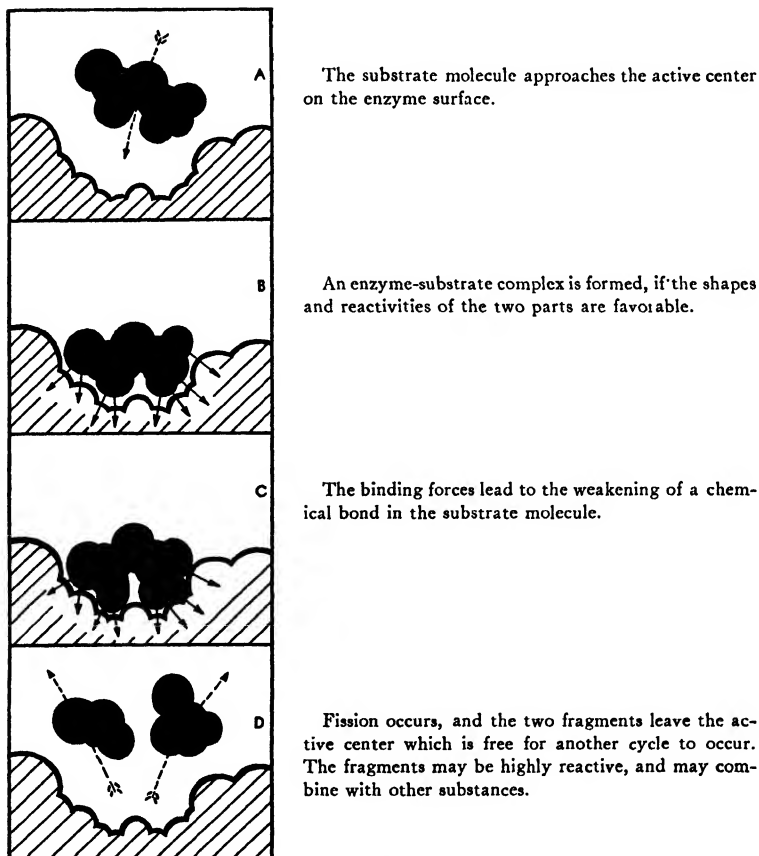 A
The substrate molecule approaches the active center
on the enzyme surface.
B
An enzyme-substrate complex is formed, if the shapes
and reactivities of the two parts are favorable.
C
The binding forces lead to the weakening of a chem-
ical bond in the substrate molecule.
D
Fission occurs, and the two fragments leave the ac-
tive center which is free for another cycle to occur.
The fragments may be highly reactive, and may com-
bine with other substances.